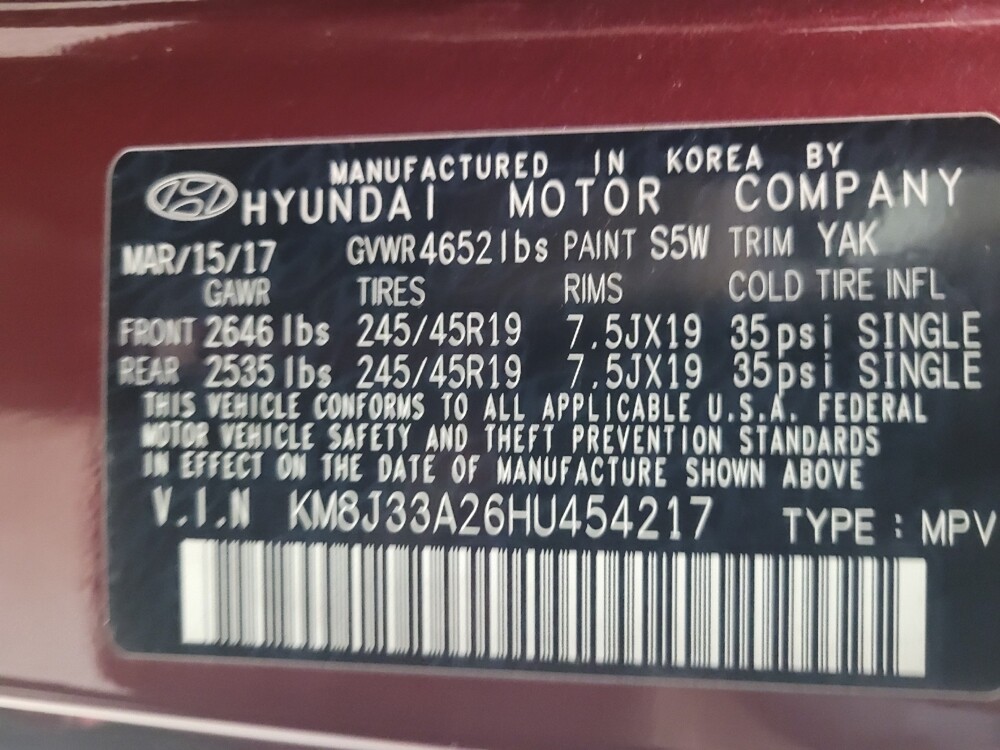 MANUFACTURED IN KOREA BY
HYUNDAI MOTOR COMPANY
MAR/15/17 GVWR 4652 lbs PAINT S5W TRIM YAK
GAWR TIRES RIMS COLD TIRE INFL
FRONT 2646 lbs 245/45R19 7.5JX19 35psi SINGLE
REAR 2535 lbs 245/45R19 7.5JX19 35psi SINGLE
THIS VEHICLE CONFORMS TO ALL APPLICABLE U.S.A. FEDERAL
MOTOR VEHICLE SAFETY AND THEFT PREVENTION STANDARDS
IN EFFECT ON THE DATE OF MANUFACTURE SHOWN ABOVE
V.I.N KM8J33A26HU454217 TYPE : MPV